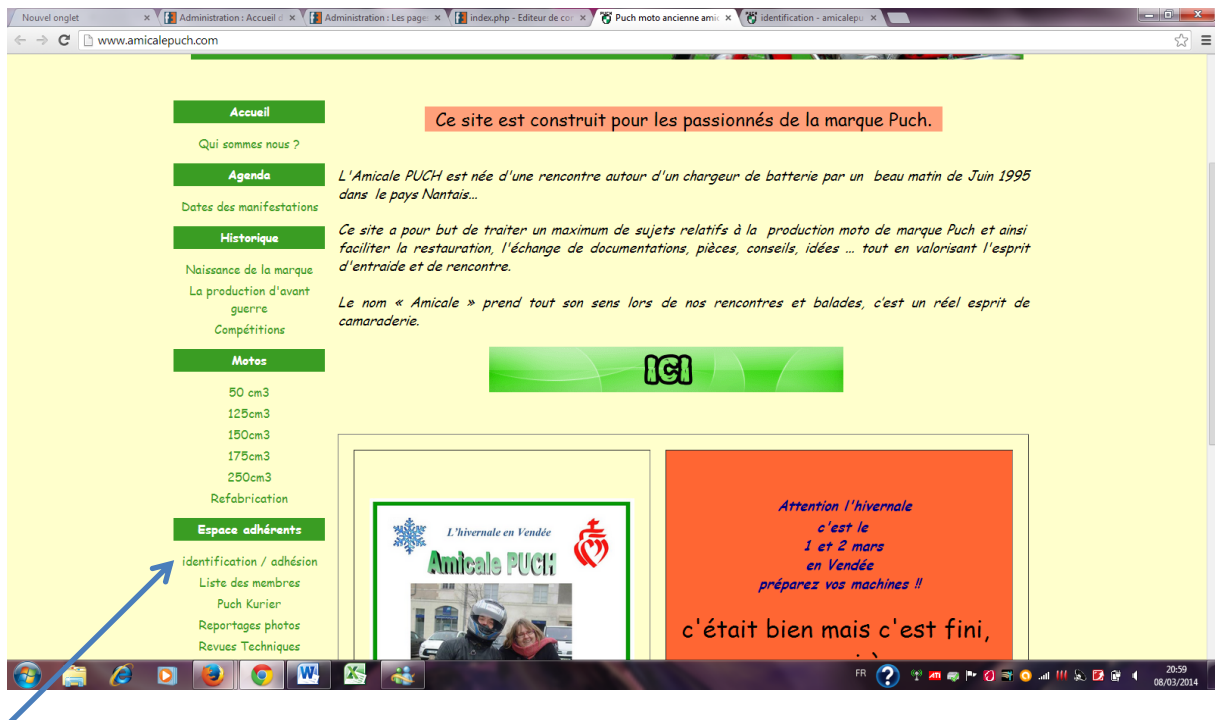 Nouvel onglet
Administration : Accueil d
Administration : Les pages
index.php - Editeur de cor
Puch moto ancienne amic
identification - amicalepu
www.amicalepuch.com
Accueil
Qui sommes nous ?
Agenda
Dates des manifestations
Historique
Naissance de la marque
La production d'avant
guerre
Compétitions
Motos
50 cm3
125cm3
150cm3
175cm3
250cm3
Refabrication
Espace adhérents
identification / adhésion
Liste des membres
Puch Kurier
Reportages photos
Revues Techniques
Ce site est construit pour les passionnés de la marque Puch.
L'Amicale PUCH est née d'une rencontre autour d'un chargeur de batterie par un beau matin de Juin 1995
dans le pays Nantais...
Ce site a pour but de traiter un maximum de sujets relatifs à la production moto de marque Puch et ainsi
faciliter la restauration, l'échange de documentations, pièces, conseils, idées ... tout en valorisant l'esprit
d'entraide et de rencontre.
Le nom « Amicale » prend tout son sens lors de nos rencontres et balades, c'est un réel esprit de
camaraderie.
ICI
L'hivernale en Vendée
Amicale PUCH
Attention l'hivernale
c'est le
1 et 2 mars
en Vendée
préparez vos machines !!
c'était bien mais c'est fini,
FR
20:59
08/03/2014